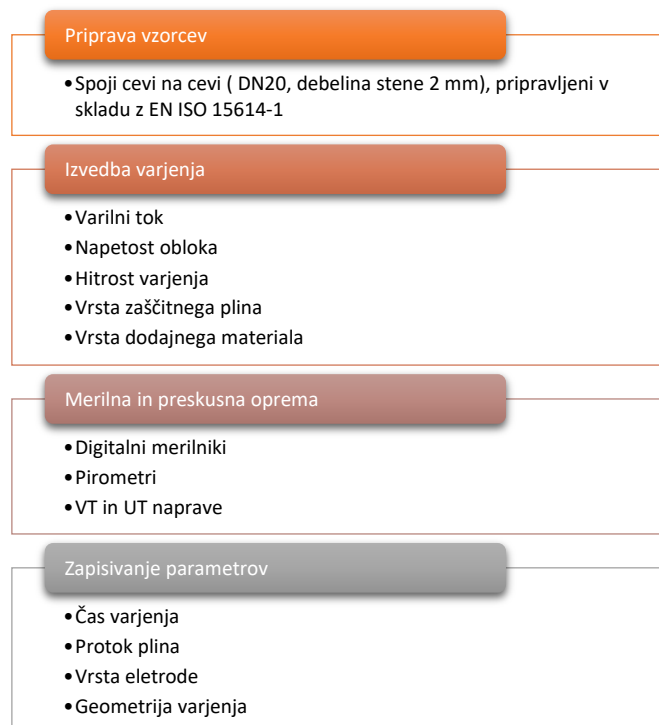 Priprava vzorcev
•Spoji cevi na cevi ( DN20, debelina stene 2 mm), pripravljeni v
skladu z EN ISO 15614-1
Izvedba varjenja
•Varilni tok
•Napetost obloka
•Hitrost varjenja
•Vrsta zaščitnega plina
•Vrsta dodajnega materiala
Merilna in preskusna oprema
•Digitalni merilniki
•Pirometri
•VT in UT naprave
Zapisivanje parametrov
•Čas varjenja
•Protok plina
•Vrsta eletrode
•Geometrija varjenja